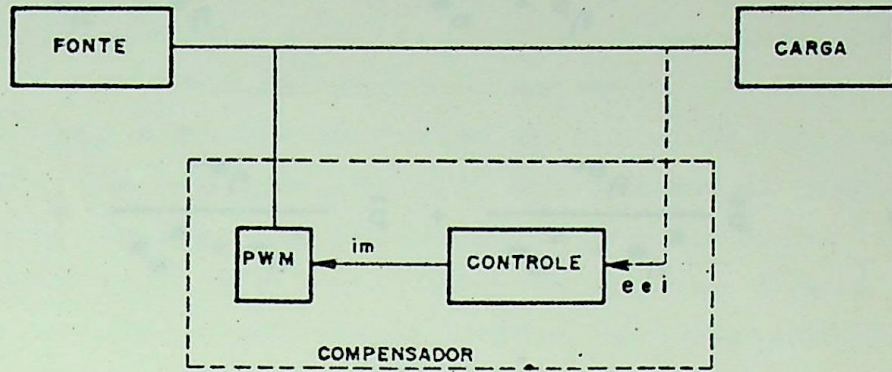 FONTE
CARGA
PWM
im
CONTROLE
e e i
COMPENSADOR